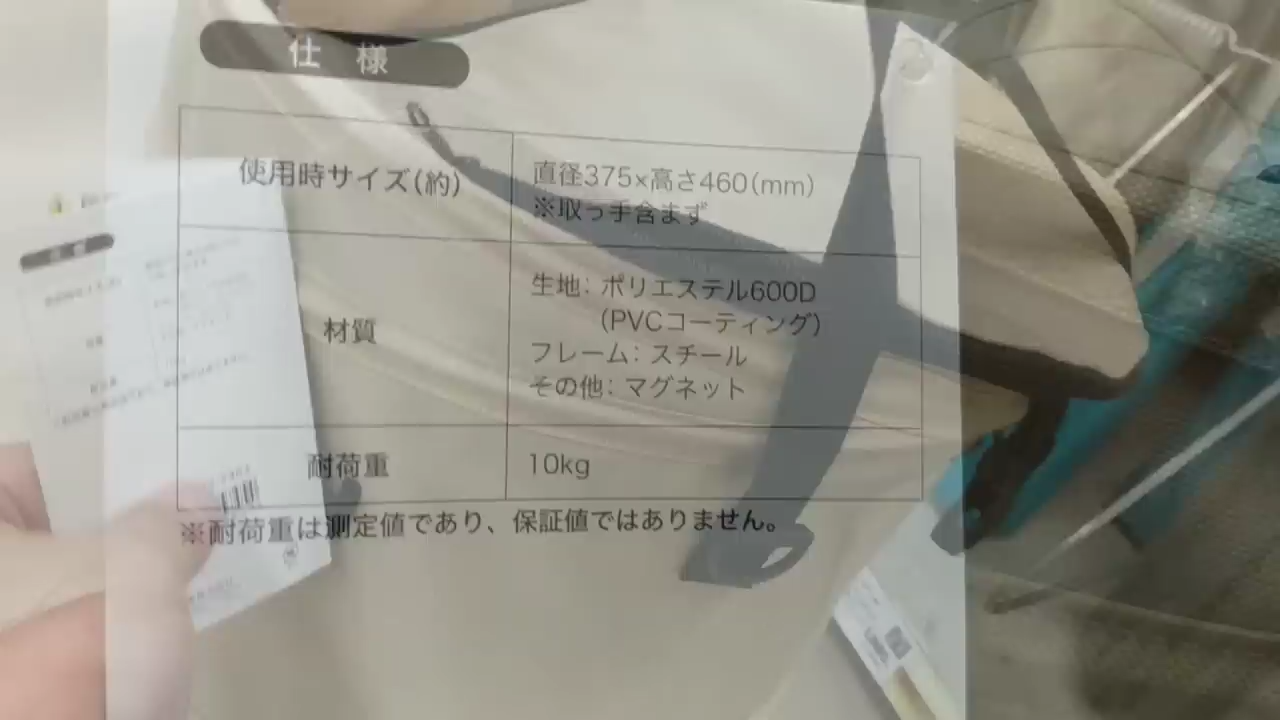 仕様
使用時サイズ(約)
直径375×高さ460(mm)
※取っ手含まず
材質
生地：ポリエステル600D
(PVCコーティング)
フレーム：スチール
その他：マグネット
耐荷重
10kg
※耐荷重は測定値であり、保証値ではありません。